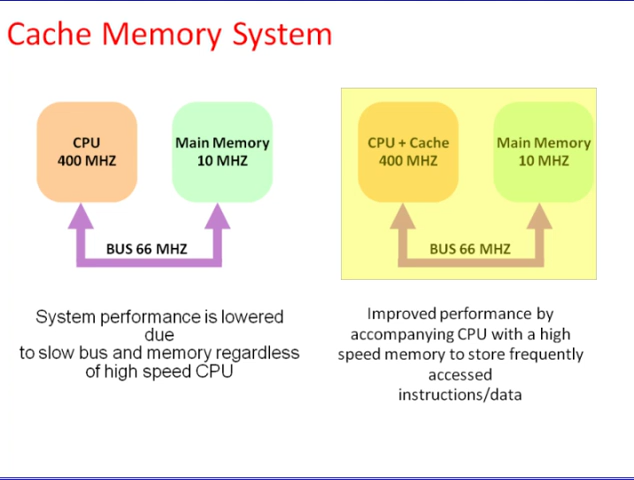 Cache Memory System
CPU
400 MHZ
Main Memory
10 MHZ
BUS 66 MHZ
System performance is lowered
due
to slow bus and memory regardless
of high speed CPU
CPU + Cache
400 MHZ
Main Memory
10 MHZ
BUS 66 MHZ
Improved performance by
accompanying CPU with a high
speed memory to store frequently
accessed
instructions/data